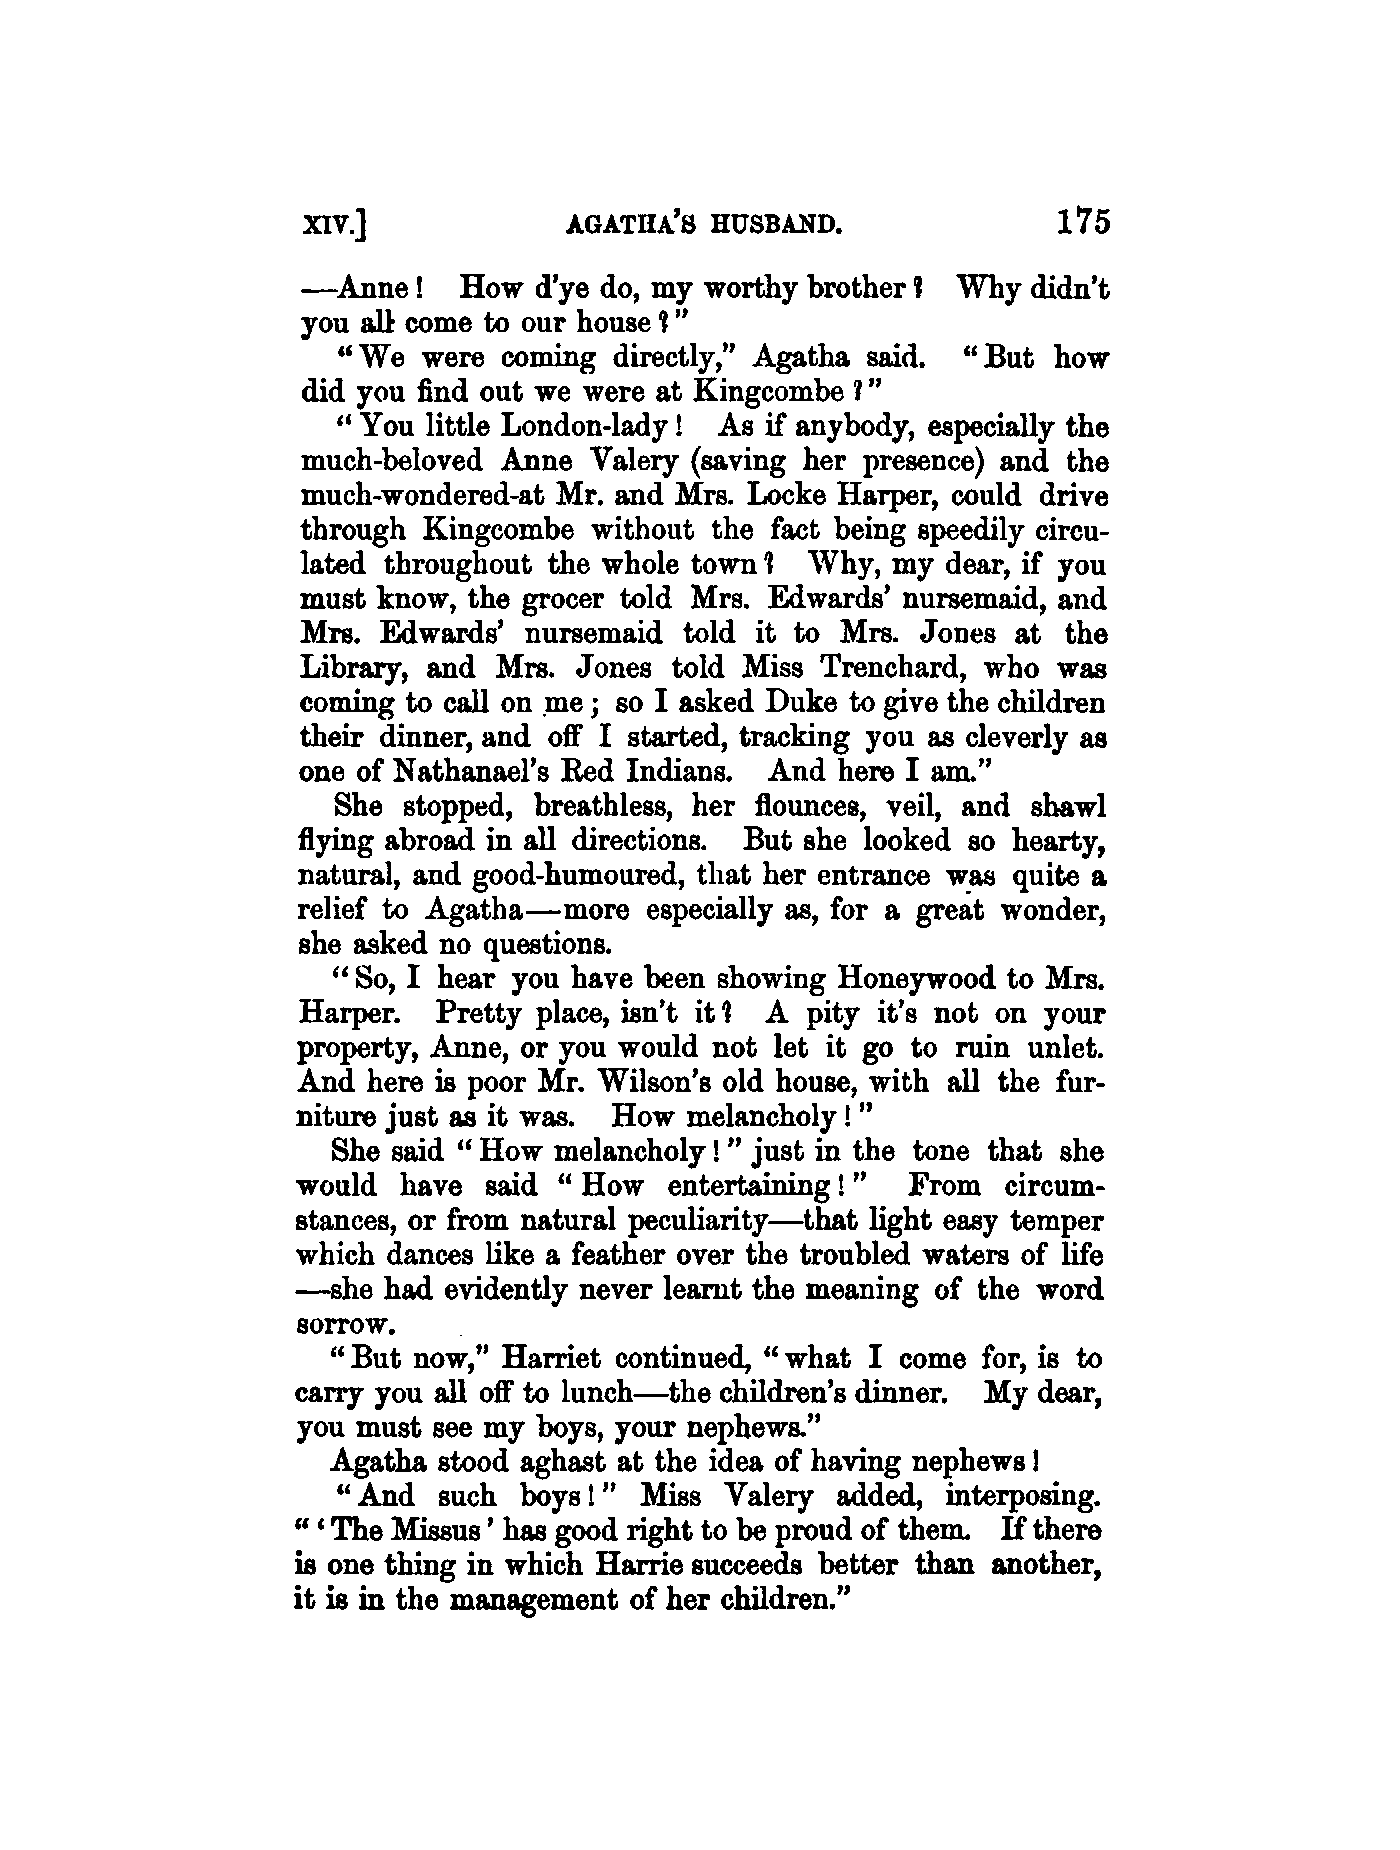 XIV.] AGATHA'S HUSBAND. 175
—Anne! How d'ye do, my worthy brother? Why didn't
you all come to our house?"
"We were coming directly," Agatha said. "But how
did you find out we were at Kingcombe?"
"You little London-lady! As if anybody, especially the
much-beloved Anne Valery (saving her presence) and the
much-wondered-at Mr. and Mrs. Locke Harper, could drive
through Kingcombe without the fact being speedily circu-
lated throughout the whole town? Why, my dear, if you
must know, the grocer told Mrs. Edwards' nursemaid, and
Mrs. Edwards' nursemaid told it to Mrs. Jones at the
Library, and Mrs. Jones told Miss Trenchard, who was
coming to call on me; so I asked Duke to give the children
their dinner, and off I started, tracking you as cleverly as
one of Nathanael's Red Indians. And here I am."
She stopped, breathless, her flounces, veil, and shawl
flying abroad in all directions. But she looked so hearty,
natural, and good-humoured, that her entrance was quite a
relief to Agatha—more especially as, for a great wonder,
she asked no questions.
"So, I hear you have been showing Honeywood to Mrs.
Harper. Pretty place, isn't it? A pity it's not on your
property, Anne, or you would not let it go to ruin unlet.
And here is poor Mr. Wilson's old house, with all the fur-
niture just as it was. How melancholy!"
She said "How melancholy!" just in the tone that she
would have said "How entertaining!" From circum-
stances, or from natural peculiarity—that light easy temper
which dances like a feather over the troubled waters of life
—she had evidently never learnt the meaning of the word
sorrow.
"But now," Harriet continued, "what I come for, is to
carry you all off to lunch—the children's dinner. My dear,
you must see my boys, your nephews."
Agatha stood aghast at the idea of having nephews!
"And such boys!" Miss Valery added, interposing.
"'The Missus' has good right to be proud of them. If there
is one thing in which Harrie succeeds better than another,
it is in the management of her children."